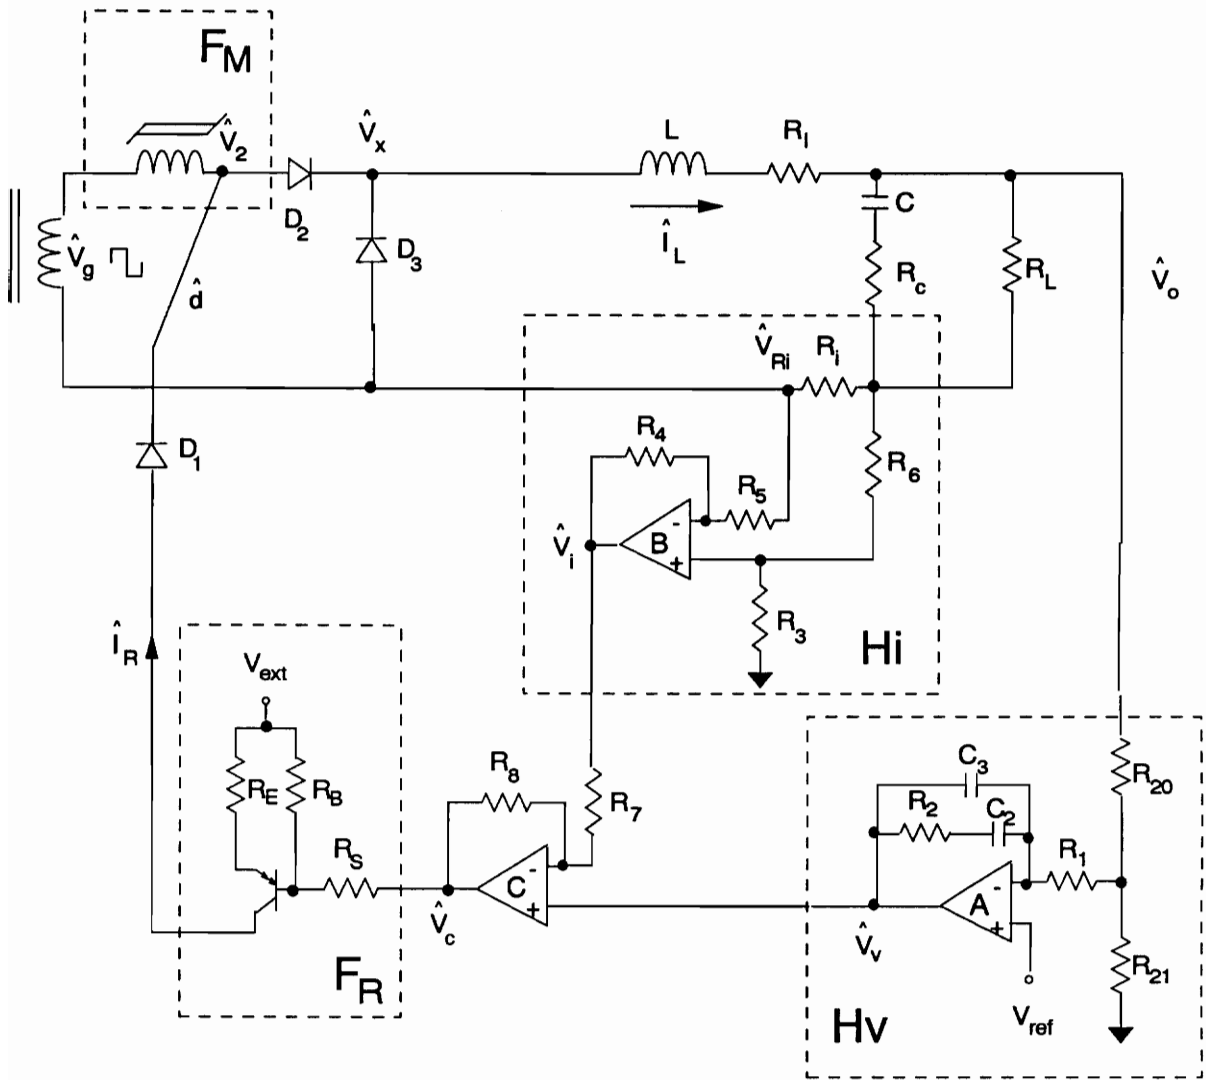 F_M
V̂_2
V̂_x
L
R_l
D_2
C
î_L
V̂_g
D_3
d̂
R_c
R_L
V̂_o
V̂_Ri
R_i
R_4
D_1
R_5
R_6
V̂_i
B
-
+
R_3
î_R
Hi
V_ext
R_8
C_3
R_20
R_E
R_B
R_7
R_2
C_2
R_S
R_1
C
-
+
A
-
+
V̂_c
V̂_v
R_21
F_R
Hv
V_ref